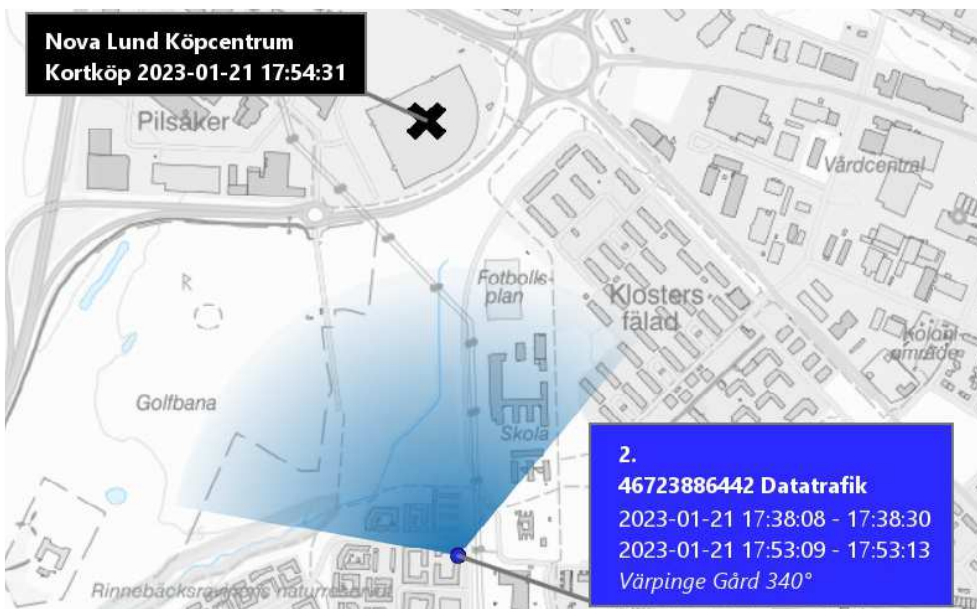 Nova Lund Köpcentrum
Kortköp 2023-01-21 17:54:31
Pilsåker
Vårdcentral
Fotbolls-
plan
Klosters
fälad
Koloni-
område
Golfbana
Skola
2.
46723886442 Datatrafik
2023-01-21 17:38:08 - 17:38:30
2023-01-21 17:53:09 - 17:53:13
Värpinge Gård 340°
Rinnebäcksravinens naturreservat